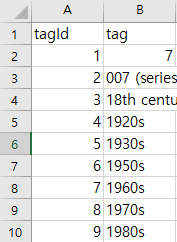 A B
1 tagId tag
2 1 7
3 2 007 (series
4 3 18th centu
5 4 1920s
6 5 1930s
7 6 1950s
8 7 1960s
9 8 1970s
10 9 1980s